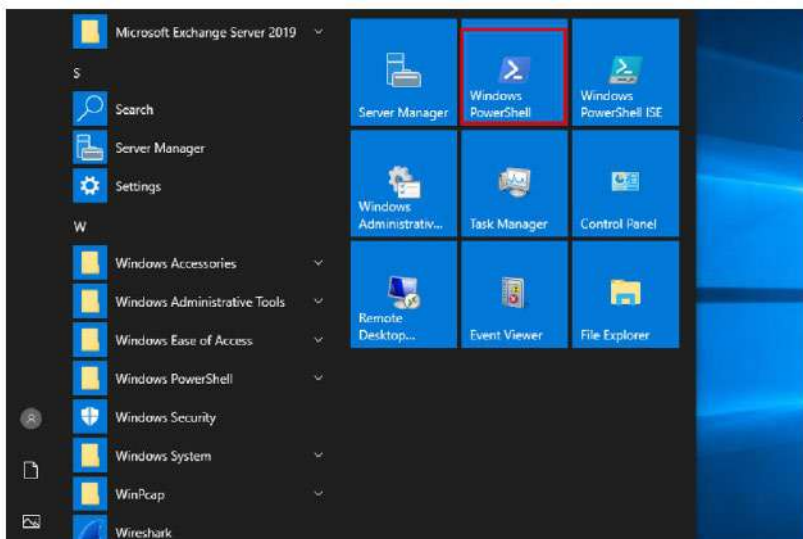 Microsoft Exchange Server 2019
S
Search
Server Manager
Settings
W
Windows Accessories
Windows Administrative Tools
Windows Ease of Access
Windows PowerShell
Windows Security
Windows System
WinPcap
Wireshark
Server Manager
Windows
PowerShell
Windows
PowerShell ISE
Windows
Administrativ...
Task Manager
Control Panel
Remote
Desktop...
Event Viewer
File Explorer